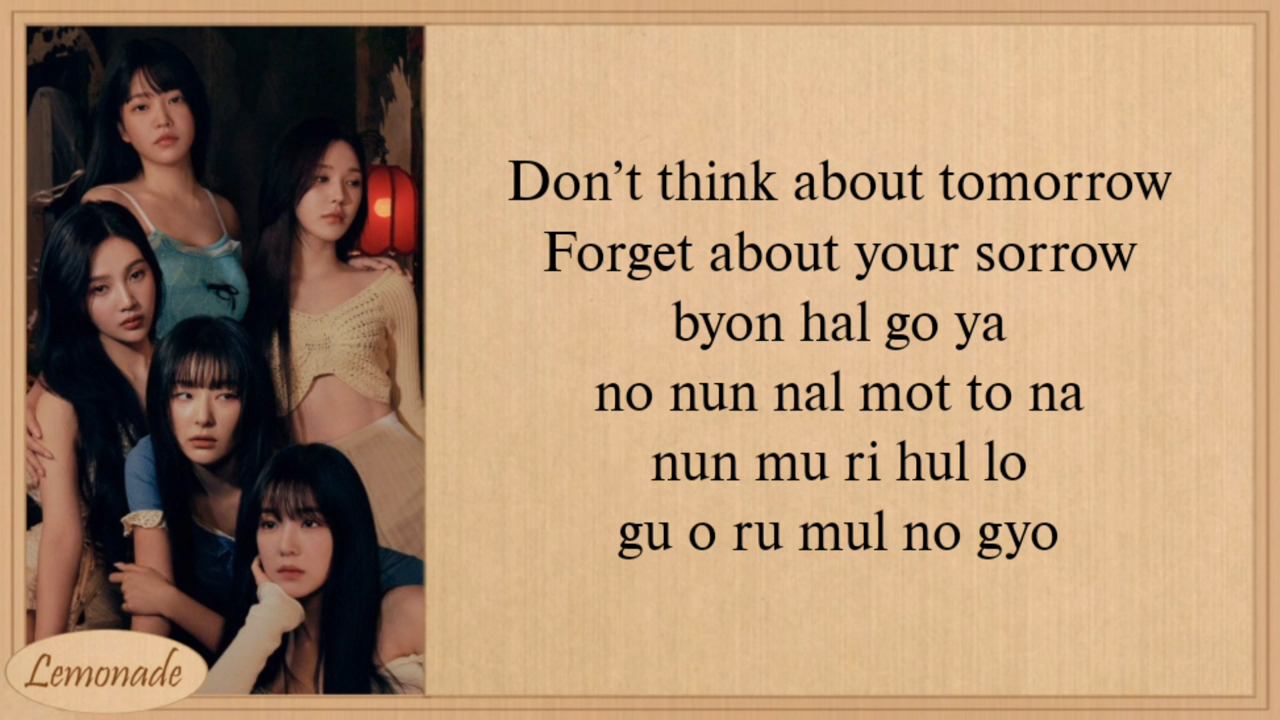 Don’t think about tomorrow
Forget about your sorrow
byon hal go ya
no nun nal mot to na
nun mu ri hul lo
gu o ru mul no gyo
Lemonade